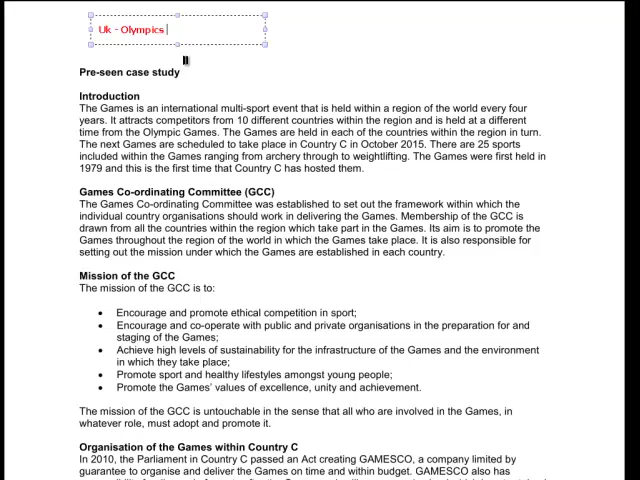 Uk - Olympics
Pre-seen case study
Introduction
The Games is an international multi-sport event that is held within a region of the world every four
years. It attracts competitors from 10 different countries within the region and is held at a different
time from the Olympic Games. The Games are held in each of the countries within the region in turn.
The next Games are scheduled to take place in Country C in October 2015. There are 25 sports
included within the Games ranging from archery through to weightlifting. The Games were first held in
1979 and this is the first time that Country C has hosted them.
Games Co-ordinating Committee (GCC)
The Games Co-ordinating Committee was established to set out the framework within which the
individual country organisations should work in delivering the Games. Membership of the GCC is
drawn from all the countries within the region which take part in the Games. Its aim is to promote the
Games throughout the region of the world in which the Games take place. It is also responsible for
setting out the mission under which the Games are established in each country.
Mission of the GCC
The mission of the GCC is to:
• Encourage and promote ethical competition in sport;
• Encourage and co-operate with public and private organisations in the preparation for and
staging of the Games;
• Achieve high levels of sustainability for the infrastructure of the Games and the environment
in which they take place;
• Promote sport and healthy lifestyles amongst young people;
• Promote the Games' values of excellence, unity and achievement.
The mission of the GCC is untouchable in the sense that all who are involved in the Games, in
whatever role, must adopt and promote it.
Organisation of the Games within Country C
In 2010, the Parliament in Country C passed an Act creating GAMESCO, a company limited by
guarantee to organise and deliver the Games on time and within budget. GAMESCO also has